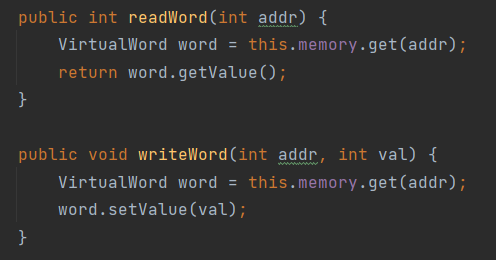 public int readWord(int addr) {
    VirtualWord word = this.memory.get(addr);
    return word.getValue();
}

public void writeWord(int addr, int val) {
    VirtualWord word = this.memory.get(addr);
    word.setValue(val);
}